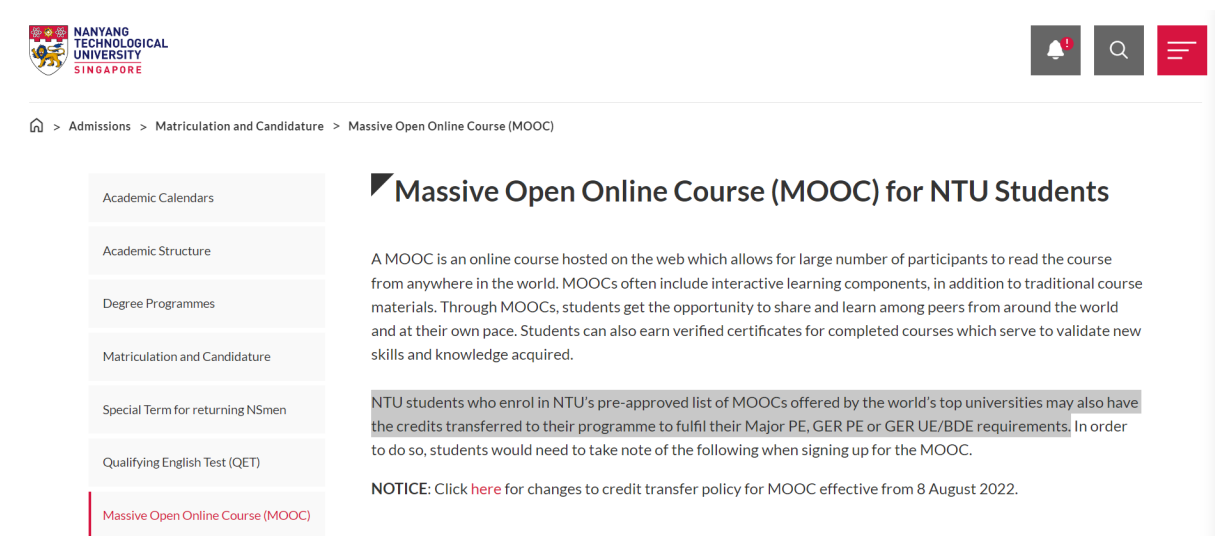 NANYANG
TECHNOLOGICAL
UNIVERSITY
SINGAPORE
!
> Admissions > Matriculation and Candidature > Massive Open Online Course (MOOC)
Academic Calendars
Academic Structure
Degree Programmes
Matriculation and Candidature
Special Term for returning NSmen
Qualifying English Test (QET)
Massive Open Online Course (MOOC)
Massive Open Online Course (MOOC) for NTU Students
A MOOC is an online course hosted on the web which allows for large number of participants to read the course
from anywhere in the world. MOOCs often include interactive learning components, in addition to traditional course
materials. Through MOOCs, students get the opportunity to share and learn among peers from around the world
and at their own pace. Students can also earn verified certificates for completed courses which serve to validate new
skills and knowledge acquired.
NTU students who enrol in NTU’s pre-approved list of MOOCs offered by the world’s top universities may also have
the credits transferred to their programme to fulfil their Major PE, GER PE or GER UE/BDE requirements. In order
to do so, students would need to take note of the following when signing up for the MOOC.
NOTICE: Click here for changes to credit transfer policy for MOOC effective from 8 August 2022.